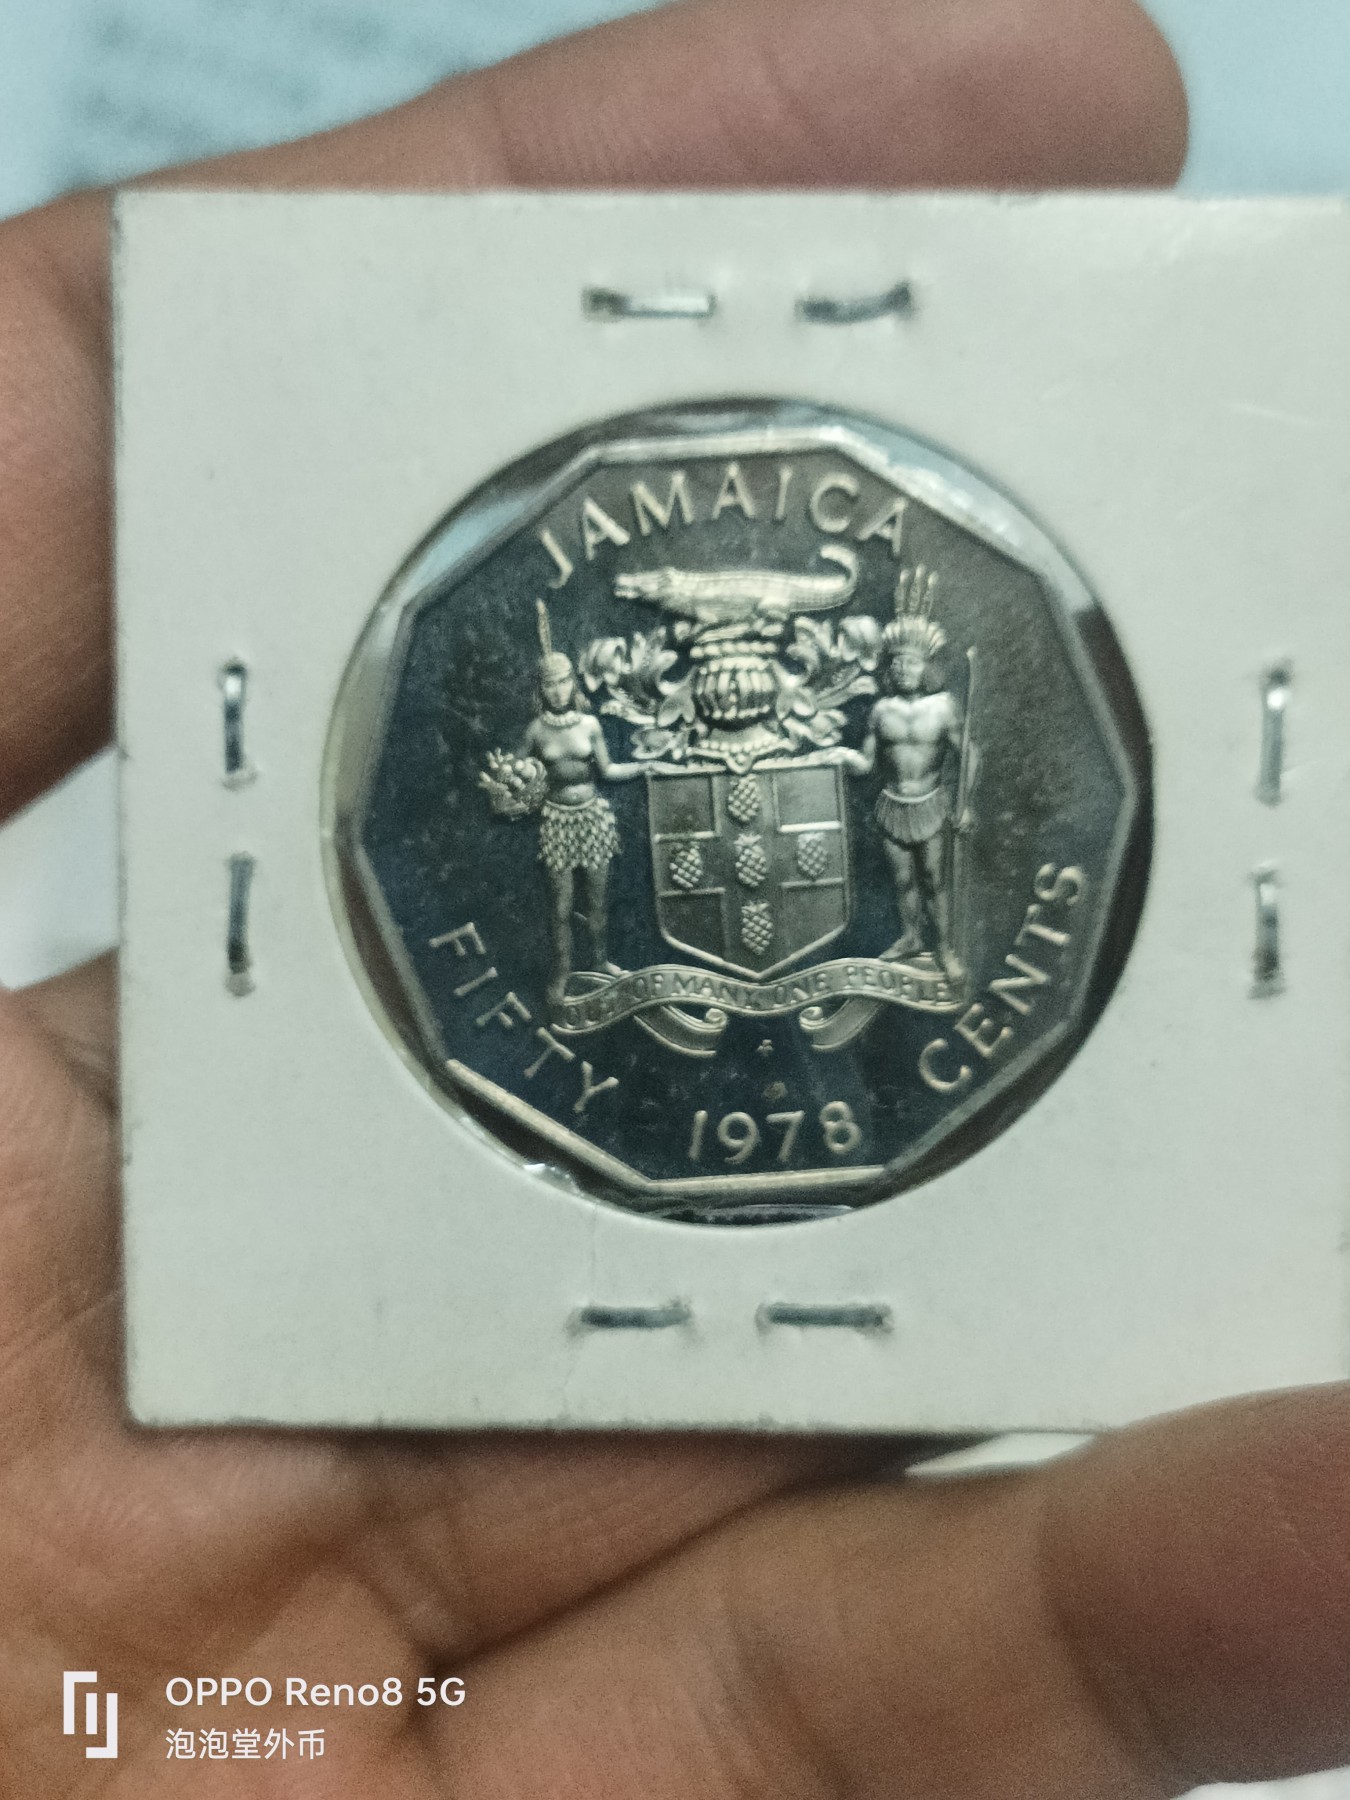 JAMAICA
OUT OF MANY, ONE PEOPLE
FIFTY CENTS
1978
OPPO Reno8 5G
泡泡堂外币